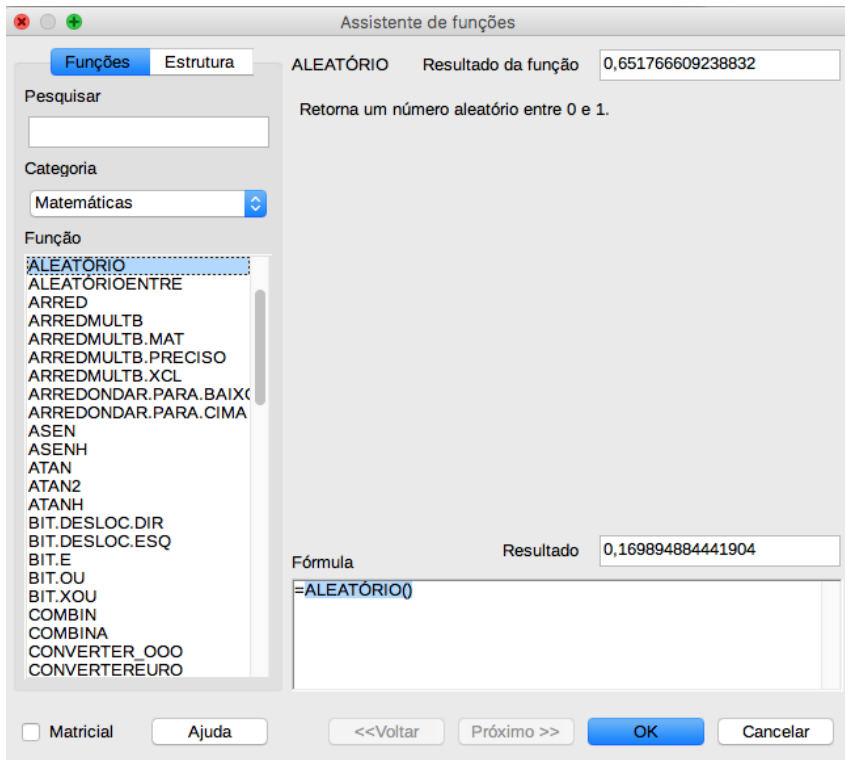 Assistente de funções
Funções
Estrutura
Pesquisar
Categoria
Matemáticas
Função
ALEATÓRIO
ALEATÓRIOENTRE
ARRED
ARREDMULTB
ARREDMULTB.MAT
ARREDMULTB.PRECISO
ARREDMULTB.XCL
ARREDONDAR.PARA.BAIXO
ARREDONDAR.PARA.CIMA
ASEN
ASENH
ATAN
ATAN2
ATANH
BIT.DESLOC.DIR
BIT.DESLOC.ESQ
BIT.E
BIT.OU
BIT.XOU
COMBIN
COMBINA
CONVERTER_OOO
CONVERTEREURO
ALEATÓRIO
Resultado da função
0,651766609238832
Retorna um número aleatório entre 0 e 1.
Resultado
0,169894884441904
Fórmula
=ALEATÓRIO()
Matricial
Ajuda
<<Voltar
Próximo >>
OK
Cancelar